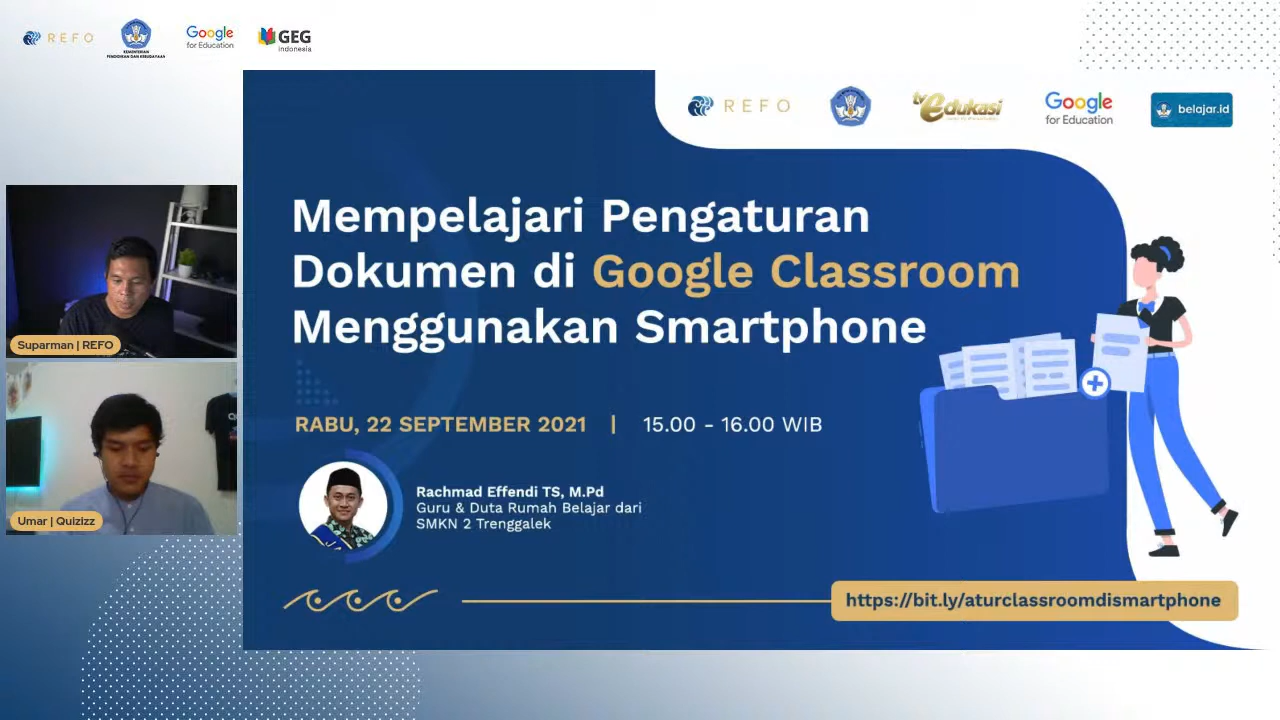 REFO
KEMENTERIAN
PENDIDIKAN DAN KEBUDAYAAN
Google
for Education
GEG
Indonesia
REFO
tv edukasi
Google
for Education
belajar.id
Mempelajari Pengaturan
Dokumen di Google Classroom
Menggunakan Smartphone
RABU, 22 SEPTEMBER 2021 | 15.00 - 16.00 WIB
Rachmad Effendi TS, M.Pd
Guru & Duta Rumah Belajar dari
SMKN 2 Trenggalek
https://bit.ly/aturclassroomdismartphone
Suparman | REFO
Umar | Quizizz